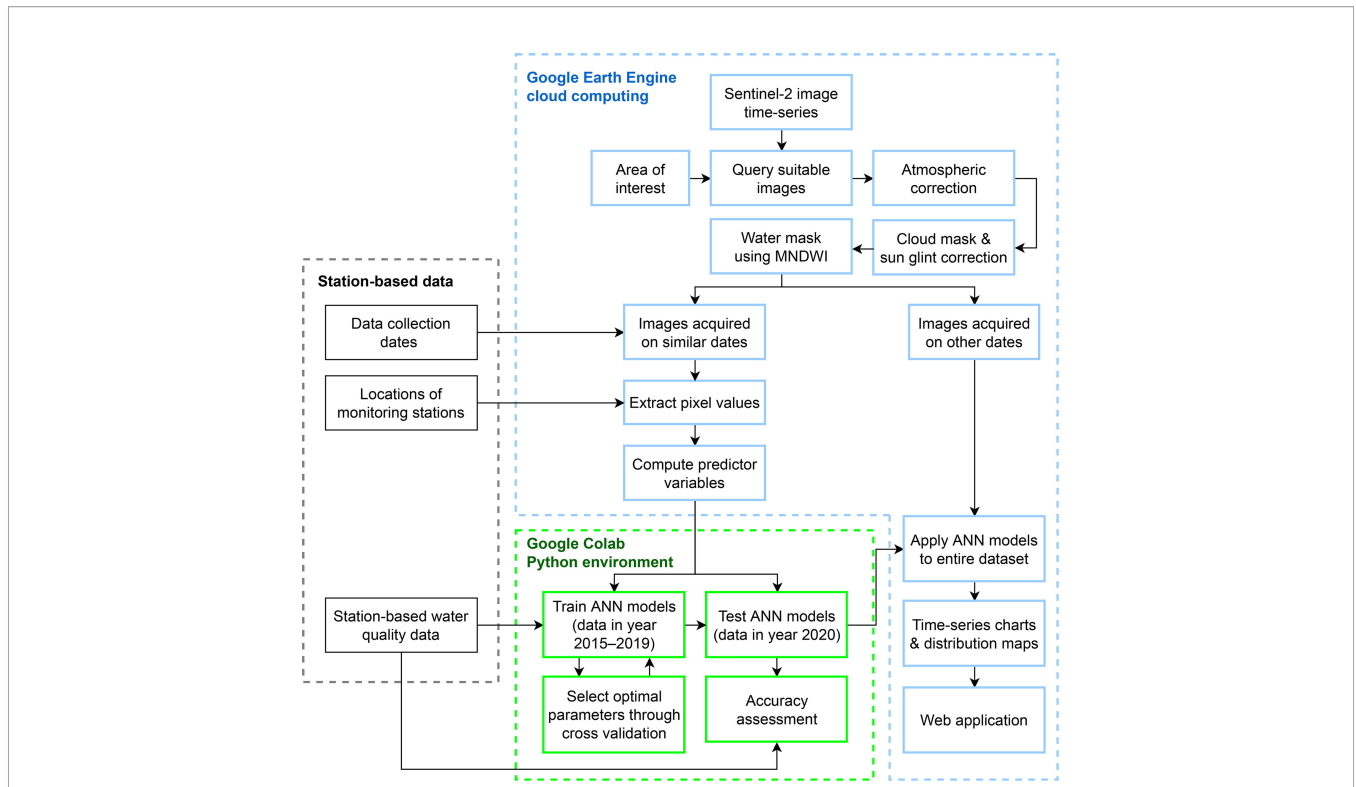 Google Earth Engine
cloud computing
Sentinel-2 image
time-series
Area of
interest
Query suitable
images
Atmospheric
correction
Water mask
using MNDWI
Cloud mask &
sun glint correction
Station-based data
Data collection
dates
Images acquired
on similar dates
Images acquired
on other dates
Locations of
monitoring stations
Extract pixel values
Compute predictor
variables
Google Colab
Python environment
Apply ANN models
to entire dataset
Station-based water
quality data
Train ANN models
(data in year
2015–2019)
Test ANN models
(data in year 2020)
Time-series charts
& distribution maps
Select optimal
parameters through
cross validation
Accuracy
assessment
Web application